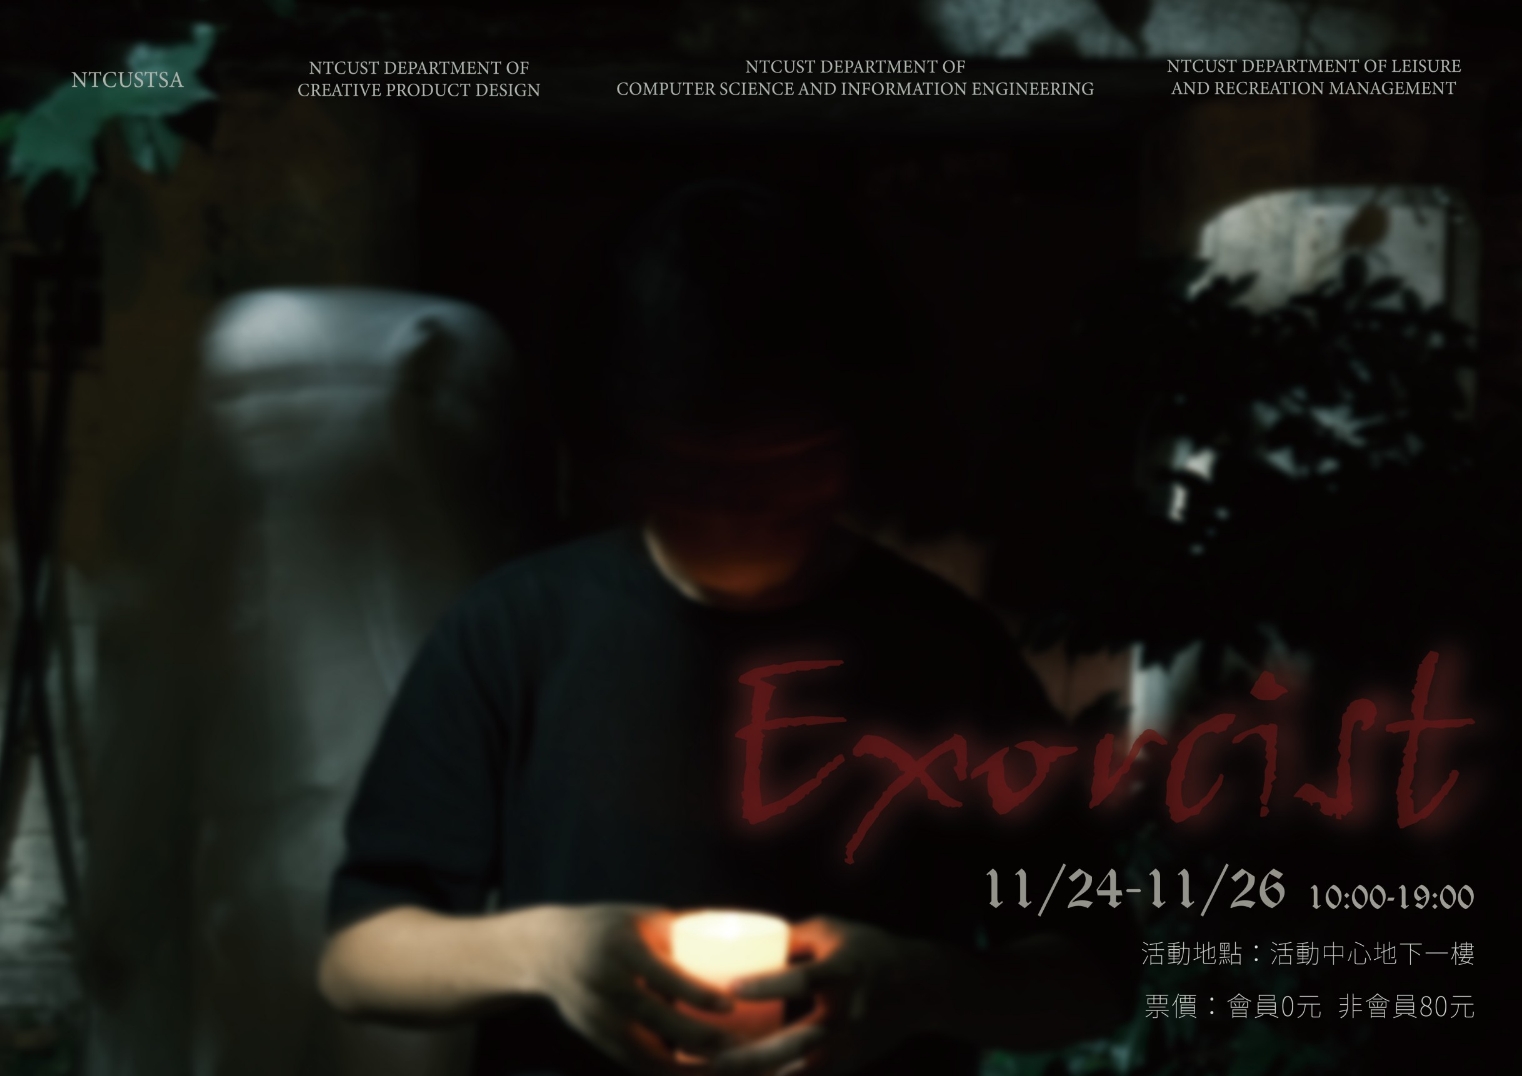 NTCUSTSA
NTCUST DEPARTMENT OF
CREATIVE PRODUCT DESIGN
NTCUST DEPARTMENT OF
COMPUTER SCIENCE AND INFORMATION ENGINEERING
NTCUST DEPARTMENT OF LEISURE
AND RECREATION MANAGEMENT
Exorcist
11/24-11/26 10:00-19:00
活動地點：活動中心地下一樓
票價：會員0元 非會員80元